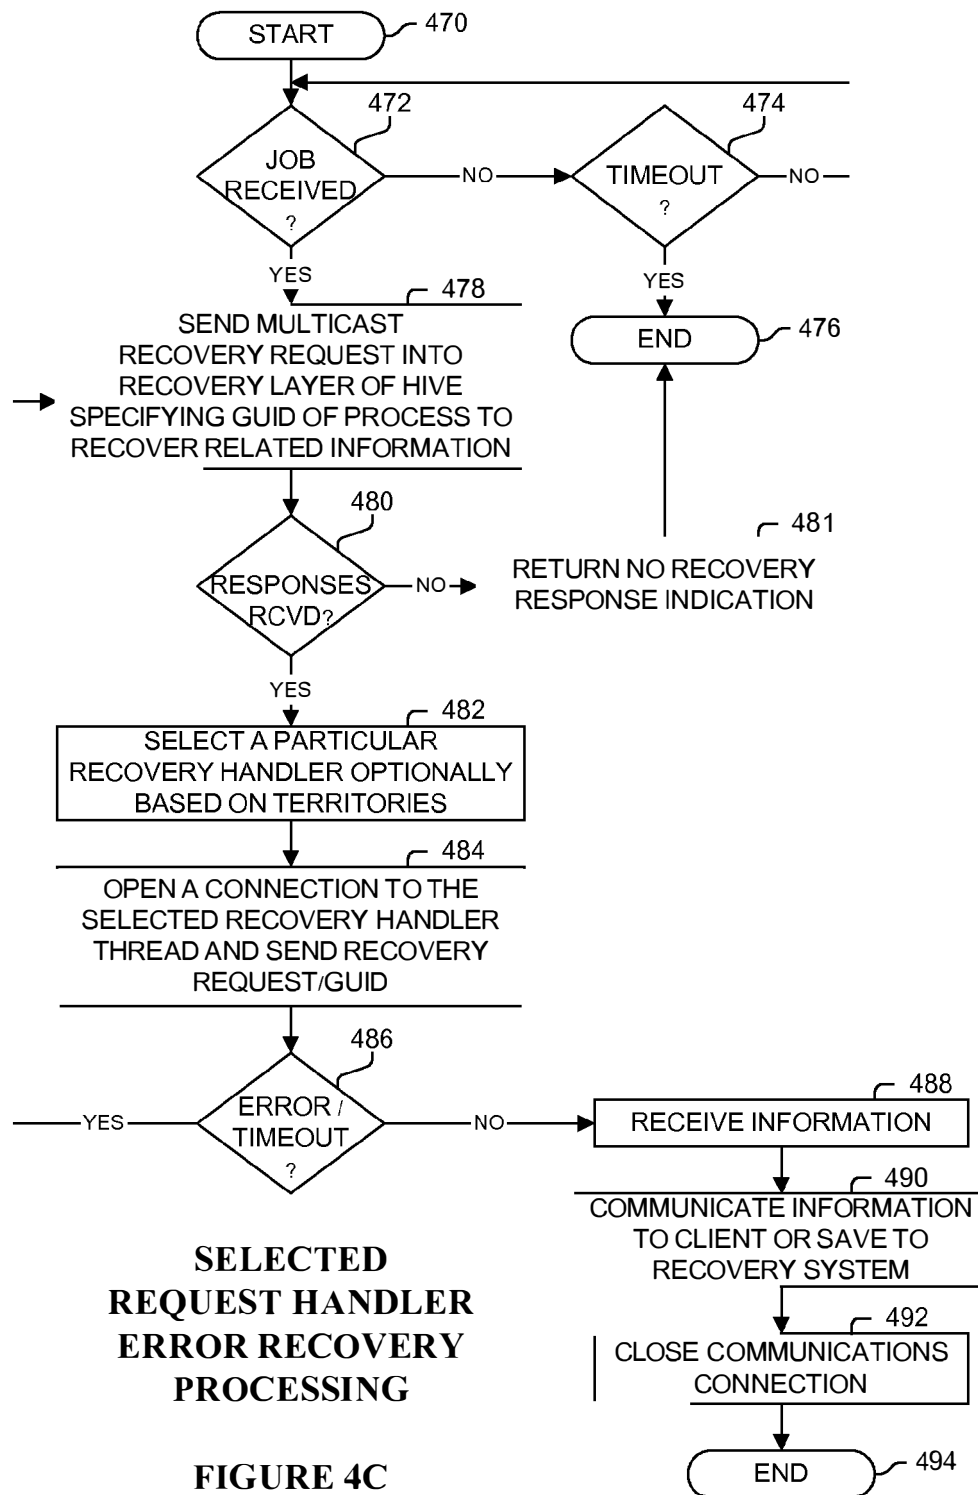 START
470
472
474
JOB
RECEIVED
?
NO
TIMEOUT
?
NO
YES
478
YES
SEND MULTICAST
RECOVERY REQUEST INTO
RECOVERY LAYER OF HIVE
SPECIFYING GUID OF PROCESS TO
RECOVER RELATED INFORMATION
END
476
480
481
RESPONSES
RCVD?
NO
RETURN NO RECOVERY
RESPONSE INDICATION
YES
482
SELECT A PARTICULAR
RECOVERY HANDLER OPTIONALLY
BASED ON TERRITORIES
484
OPEN A CONNECTION TO THE
SELECTED RECOVERY HANDLER
THREAD AND SEND RECOVERY
REQUEST/GUID
486
YES
ERROR /
TIMEOUT
?
NO
488
RECEIVE INFORMATION
490
COMMUNICATE INFORMATION
TO CLIENT OR SAVE TO
RECOVERY SYSTEM
492
CLOSE COMMUNICATIONS
CONNECTION
END
494
SELECTED
REQUEST HANDLER
ERROR RECOVERY
PROCESSING
FIGURE 4C